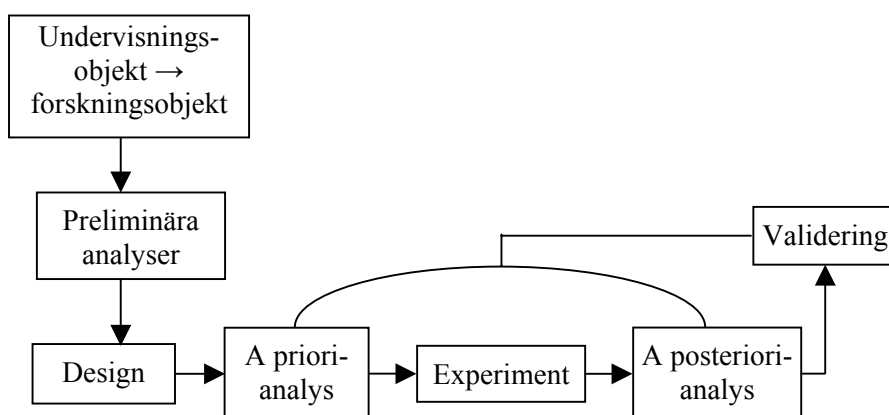 Undervisnings-
objekt →
forskningsobjekt
Preliminära
analyser
Validering
Design
A priori-
analys
Experiment
A posteriori-
analys